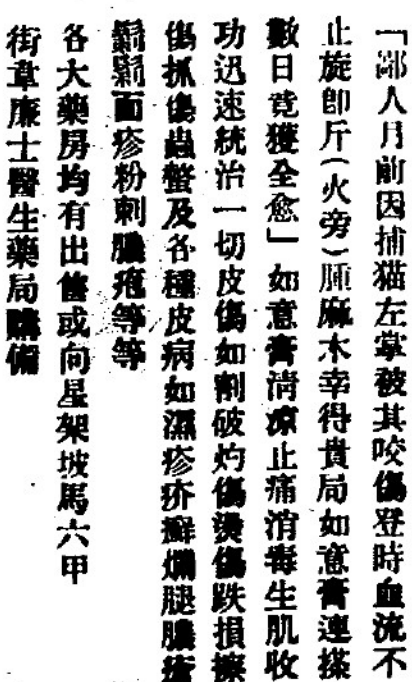 「鄙人月前因捕猫左掌被其咬傷登時血流不
止旋卽斤(火旁)腫麻木幸得貴局如意膏連搽
數日竟獲全愈」如意膏清凉止痛消毒生肌收
功迅速統治一切皮傷如割破灼傷燙傷跌損擦
傷抓傷蟲螫及各種皮病如濕疹疥癬爛腿膿瘡
面疹粉刺膿疱等等
各大藥房均有出售或向星架坡馬六甲
街韋廉士醫生藥局購備